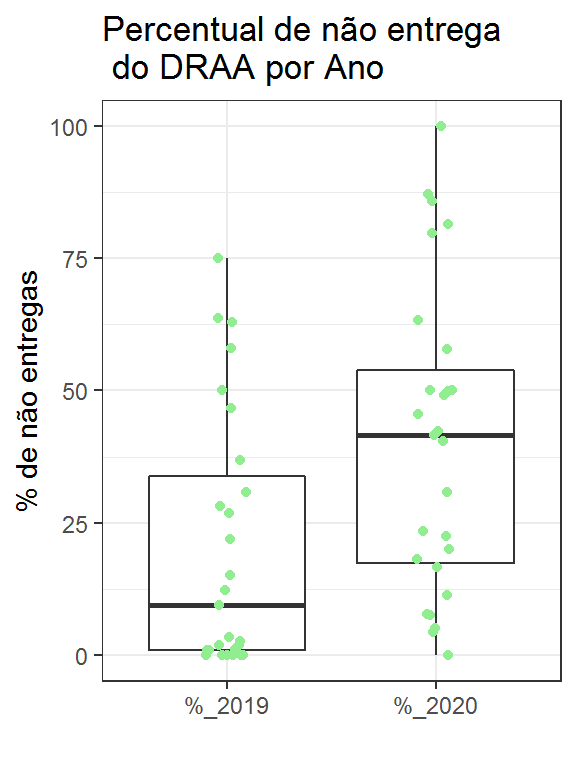 Percentual de não entrega
do DRAA por Ano
% de não entregas
100
75
50
25
0
%_2019
%_2020